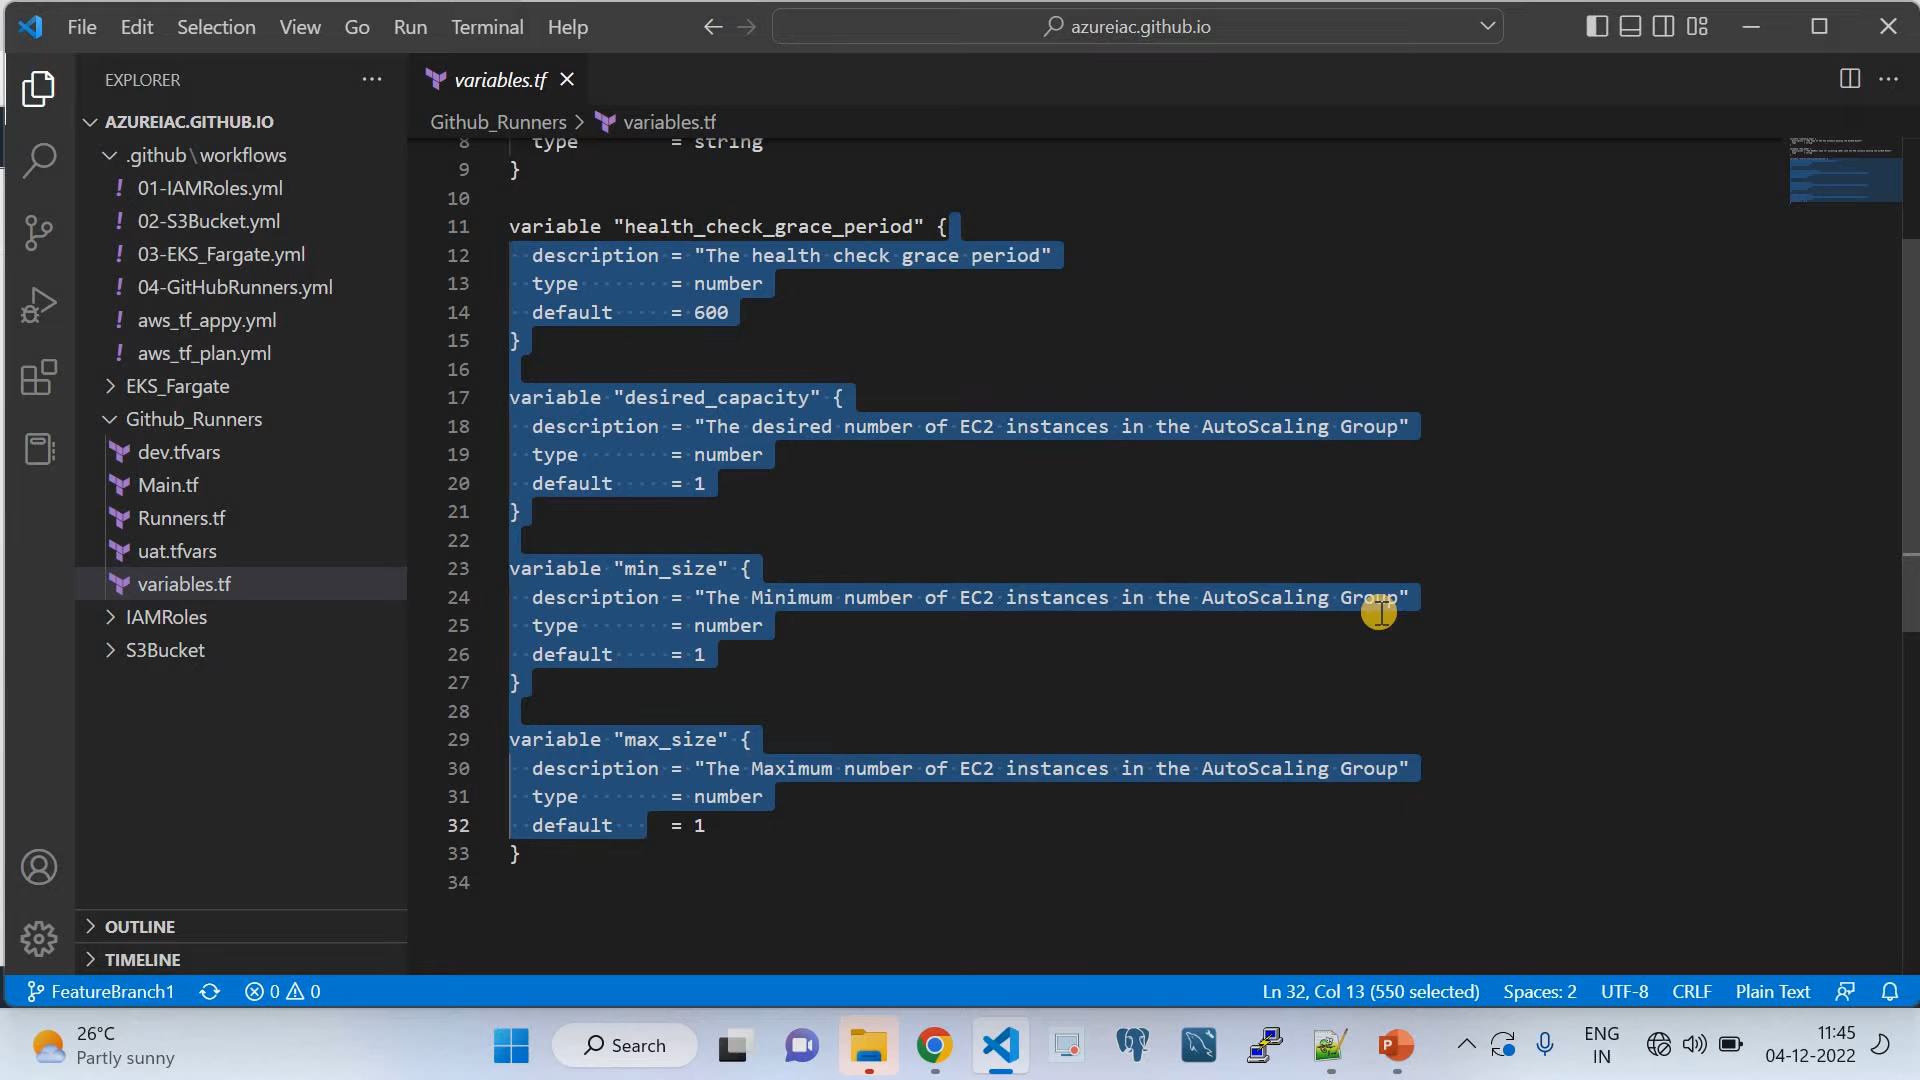 File Edit Selection View Go Run Terminal Help
azureiac.github.io
EXPLORER
variables.tf
AZUREIAC.GITHUB.IO
Github_Runners > variables.tf
.github\workflows
01-IAMRoles.yml
02-S3Bucket.yml
03-EKS_Fargate.yml
04-GitHubRunners.yml
aws_tf_appy.yml
aws_tf_plan.yml
EKS_Fargate
Github_Runners
dev.tfvars
Main.tf
Runners.tf
uat.tfvars
variables.tf
IAMRoles
S3Bucket
OUTLINE
TIMELINE
8 type = string
9 }
10
11 variable "health_check_grace_period" {
12 description = "The health check grace period"
13 type = number
14 default = 600
15 }
16
17 variable "desired_capacity" {
18 description = "The desired number of EC2 instances in the AutoScaling Group"
19 type = number
20 default = 1
21 }
22
23 variable "min_size" {
24 description = "The Minimum number of EC2 instances in the AutoScaling Group"
25 type = number
26 default = 1
27 }
28
29 variable "max_size" {
30 description = "The Maximum number of EC2 instances in the AutoScaling Group"
31 type = number
32 default = 1
33 }
34
FeatureBranch1 0 0 Ln 32, Col 13 (550 selected) Spaces: 2 UTF-8 CRLF Plain Text
26°C
Partly sunny
Search
ENG
IN
11:45
04-12-2022